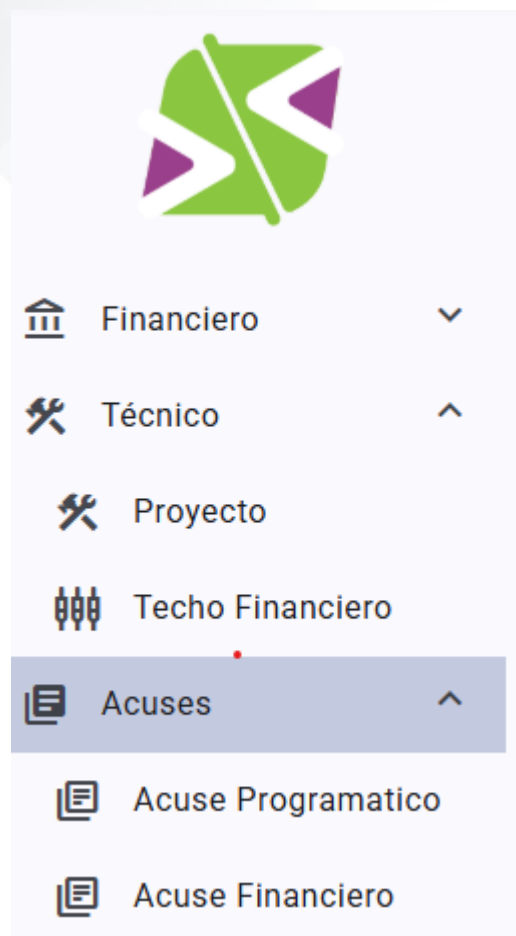 Financiero
Técnico
Proyecto
Techo Financiero
Acuses
Acuse Programatico
Acuse Financiero